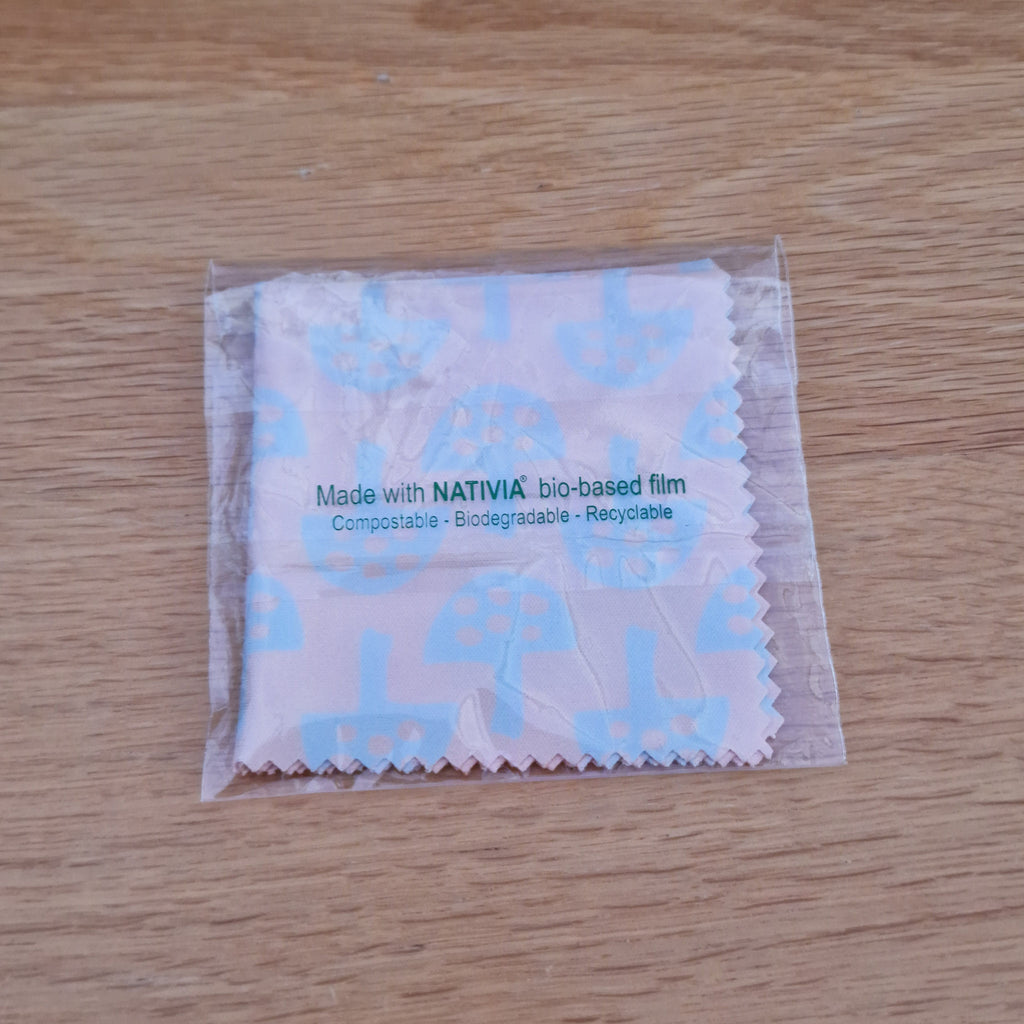 Made with NATIVIA® bio-based film
Compostable - Biodegradable - Recyclable